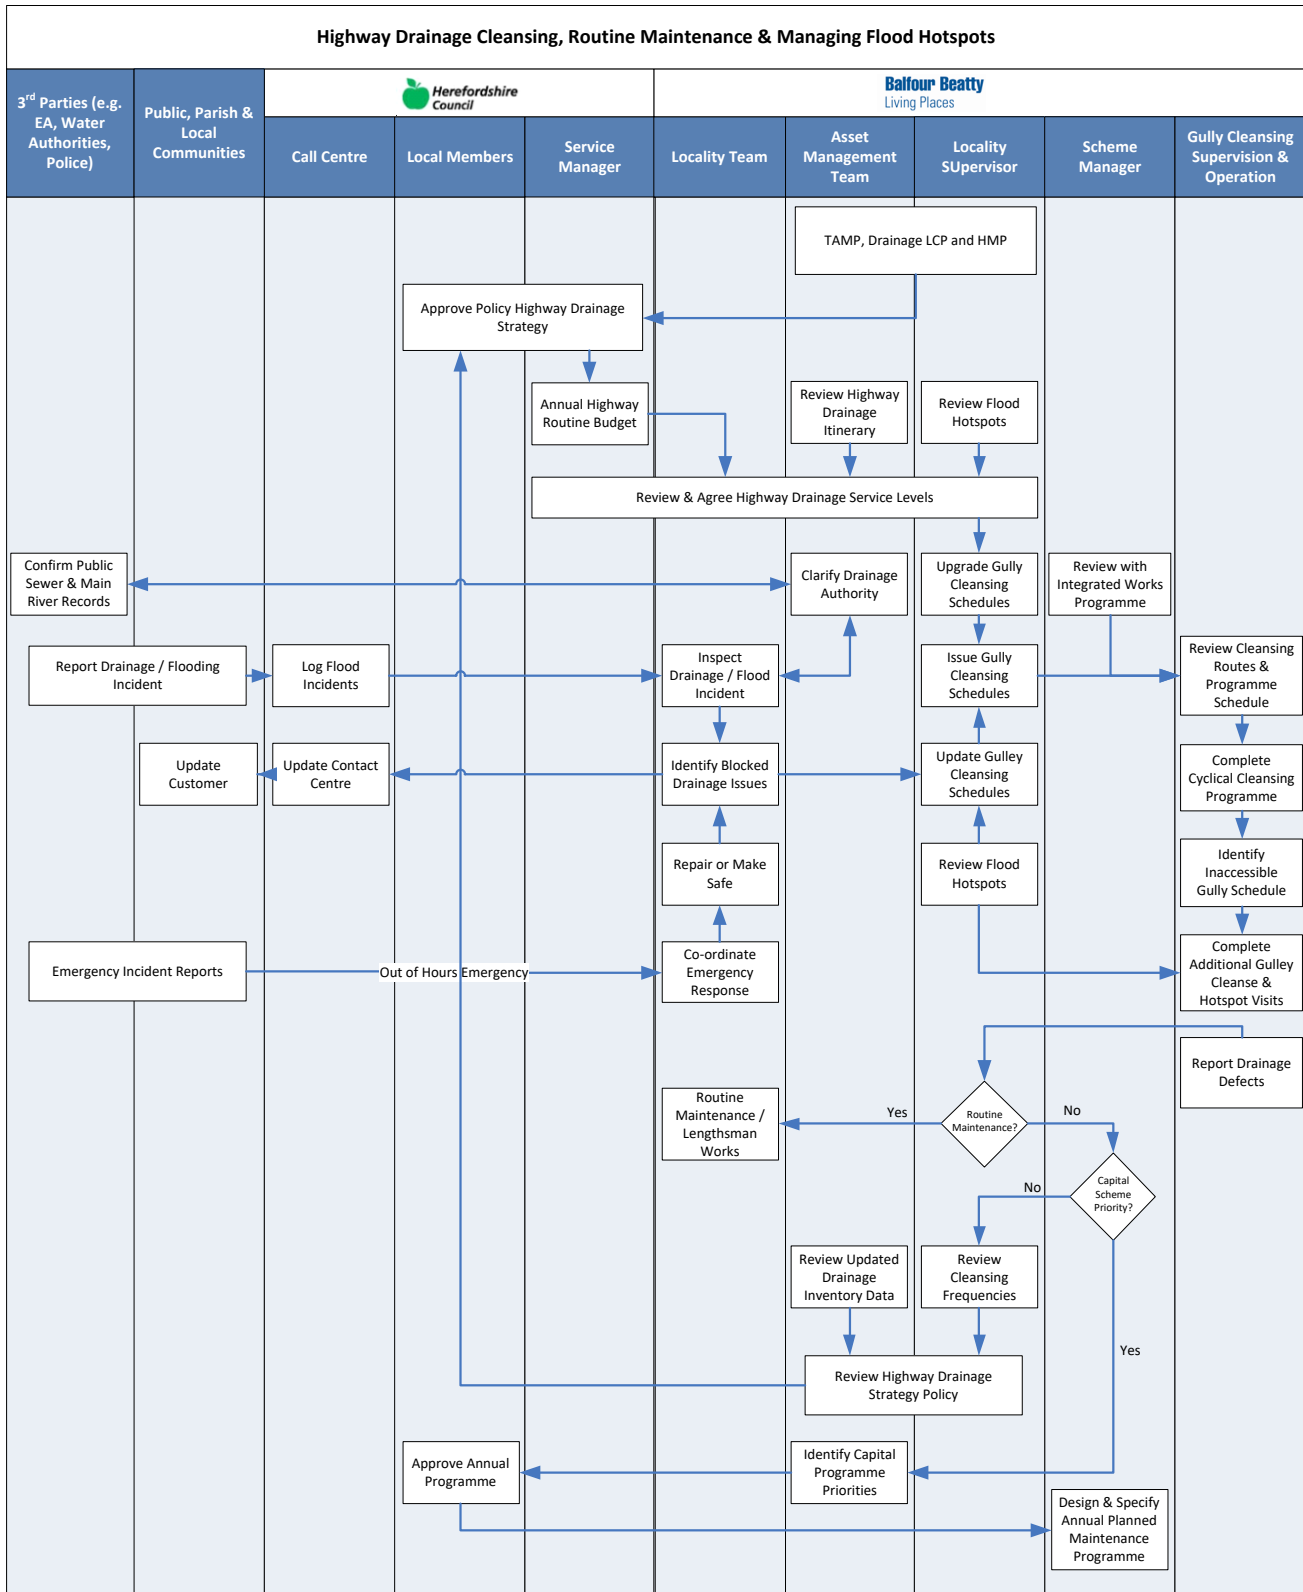 Highway Drainage Cleansing, Routine Maintenance & Managing Flood Hotspots
Herefordshire
Council
Balfour Beatty
Living Places
3rd Parties (e.g.
EA, Water
Authorities,
Police)
Public, Parish &
Local
Communities
Call Centre
Local Members
Service
Manager
Locality Team
Asset
Management
Team
Locality
SUpervisor
Scheme
Manager
Gully Cleansing
Supervision &
Operation
TAMP, Drainage LCP and HMP
Approve Policy Highway Drainage
Strategy
Annual Highway
Routine Budget
Review Highway
Drainage
Itinerary
Review Flood
Hotspots
Review & Agree Highway Drainage Service Levels
Confirm Public
Sewer & Main
River Records
Clarify Drainage
Authority
Upgrade Gully
Cleansing
Schedules
Review with
Integrated Works
Programme
Report Drainage / Flooding
Incident
Log Flood
Incidents
Inspect
Drainage / Flood
Incident
Issue Gully
Cleansing
Schedules
Review Cleansing
Routes &
Programme
Schedule
Update
Customer
Update Contact
Centre
Identify Blocked
Drainage Issues
Update Gulley
Cleansing
Schedules
Complete
Cyclical Cleansing
Programme
Repair or Make
Safe
Review Flood
Hotspots
Identify
Inaccessible
Gully Schedule
Emergency Incident Reports
Out of Hours Emergency
Co-ordinate
Emergency
Response
Complete
Additional Gulley
Cleanse &
Hotspot Visits
Report Drainage
Defects
Routine
Maintenance /
Lengthsman
Works
Yes
Routine
Maintenance?
No
Capital
Scheme
Priority?
No
Review Updated
Drainage
Inventory Data
Review
Cleansing
Frequencies
Yes
Review Highway Drainage
Strategy Policy
Approve Annual
Programme
Identify Capital
Programme
Priorities
Design & Specify
Annual Planned
Maintenance
Programme